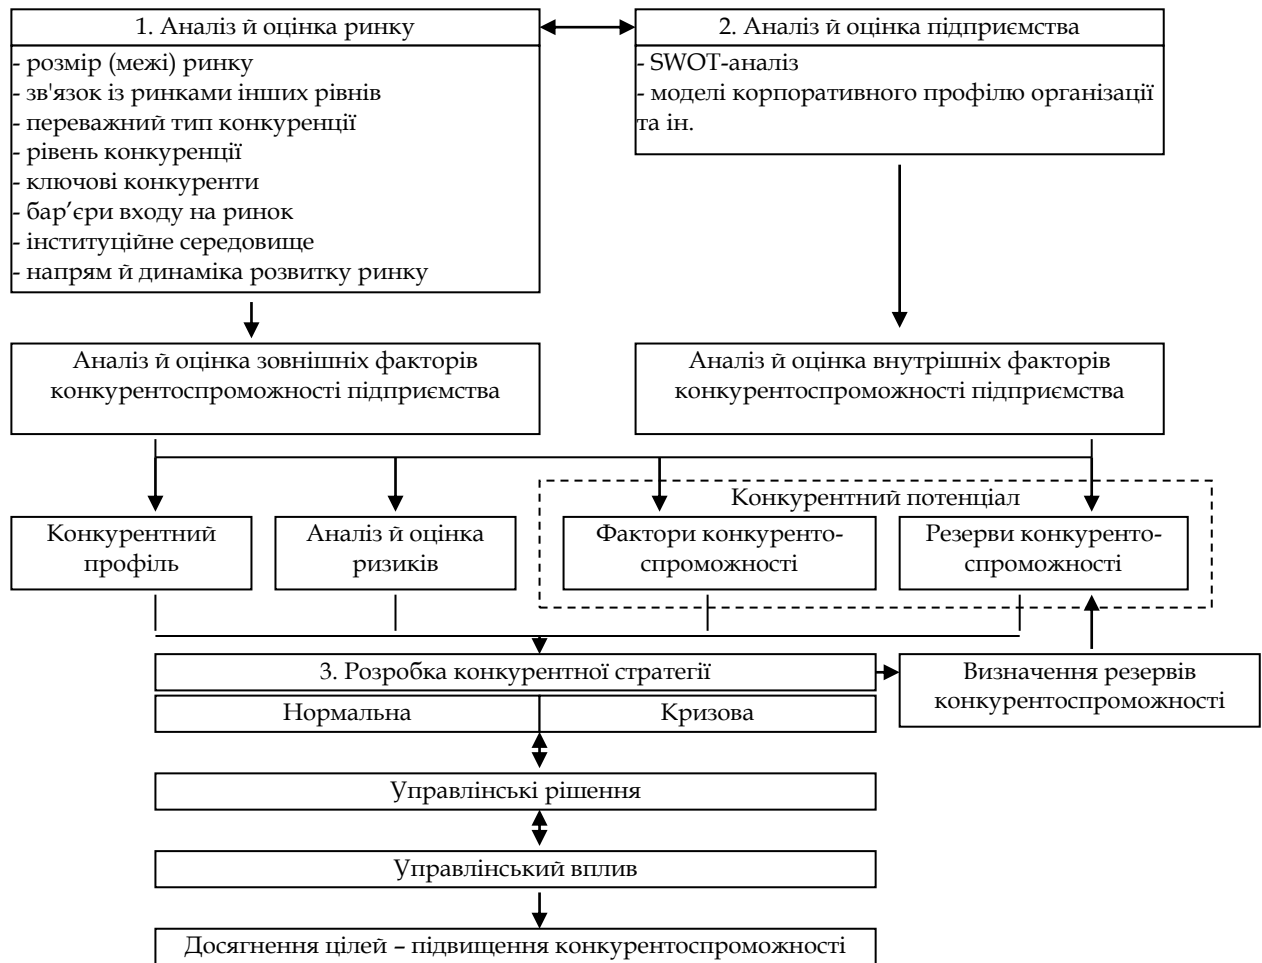 1. Аналіз й оцінка ринку
- розмір (межі) ринку
- зв'язок із ринками інших рівнів
- переважний тип конкуренції
- рівень конкуренції
- ключові конкуренти
- бар’єри входу на ринок
- інституційне середовище
- напрям й динаміка розвитку ринку
2. Аналіз й оцінка підприємства
- SWOT-аналіз
- моделі корпоративного профілю організації
та ін.
Аналіз й оцінка зовнішніх факторів
конкурентоспроможності підприємства
Аналіз й оцінка внутрішніх факторів
конкурентоспроможності підприємства
Конкурентний потенціал
Конкурентний
профіль
Аналіз й оцінка
ризиків
Фактори конкуренто-
спроможності
Резерви конкуренто-
спроможності
3. Розробка конкурентної стратегії
Нормальна
Кризова
Визначення резервів
конкурентоспроможності
Управлінські рішення
Управлінський вплив
Досягнення цілей – підвищення конкурентоспроможності